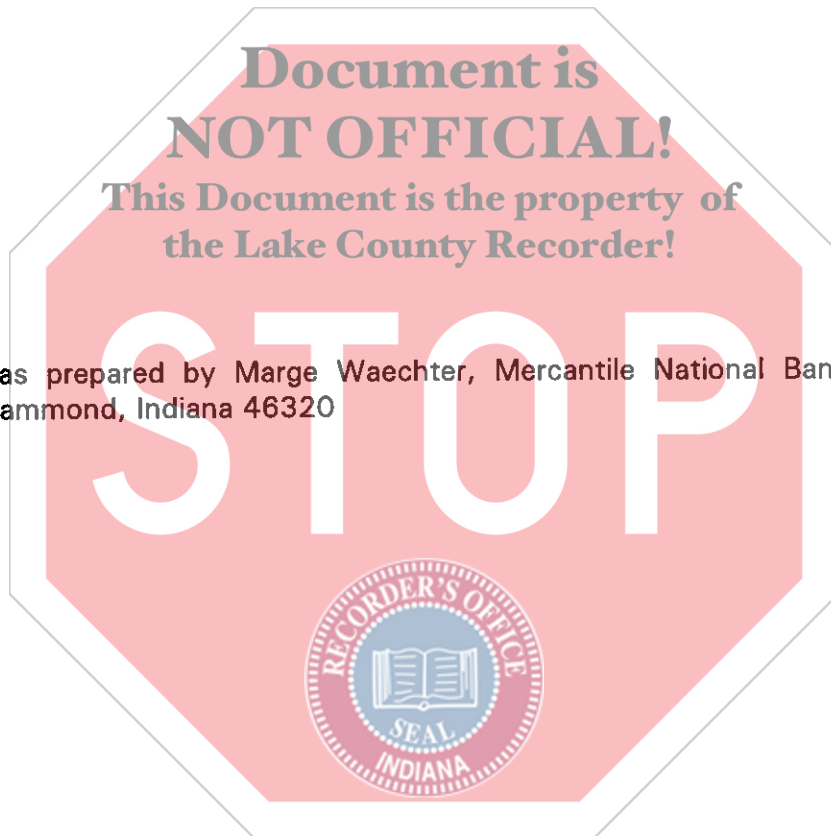 Document is
NOT OFFICIAL!
This Document is the property of
the Lake County Recorder!
as prepared by Marge Waechter, Mercantile National Ban
ammond, Indiana 46320
STOP
RECORDER'S OFFICE
SEAL
INDIANA